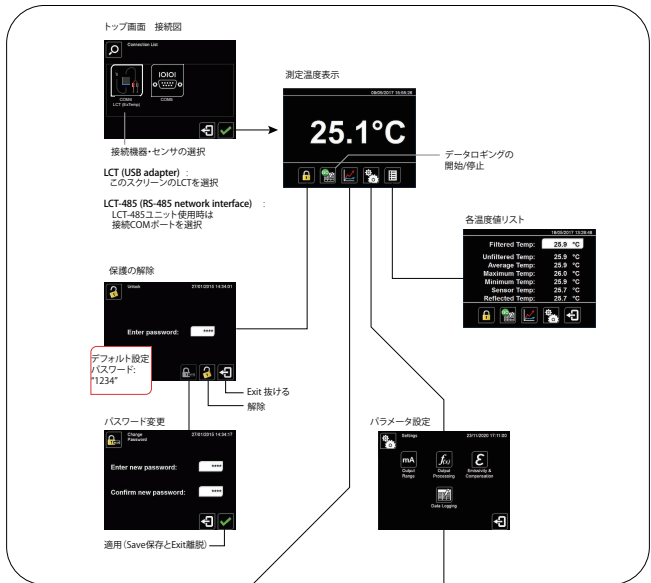 トップ画面　接続図
Connection List
COM4
LCT (ExTemp)
COM5
接続機器・センサの選択
LCT (USB adapter) :
このスクリーンのLCTを選択
LCT-485 (RS-485 network interface) :
LCT-485ユニット使用時は
接続COMポートを選択
測定温度表示
25.1°C
データロギングの
開始/停止
各温度値リスト
18/05/2017 13:28:48
Filtered Temp: 25.9 °C
Unfiltered Temp: 25.9 °C
Average Temp: 25.9 °C
Maximum Temp: 26.0 °C
Minimum Temp: 25.9 °C
Sensor Temp: 25.7 °C
Reflected Temp: 25.7 °C
保護の解除
Unlock
27/01/2015 14:34:01
Enter password: ****
デフォルト設定
パスワード:
"1234"
Exit 抜ける
解除
パスワード変更
Change
Password
27/01/2015 14:34:17
Enter new password: ****
Confirm new password: ****
適用（Save保存とExit離脱）
パラメータ設定
Settings
23/11/2020 17:11:00
mA
f(x)
ε
Output
Range
Output
Processing
Emissivity &
Compensation
Data Logging